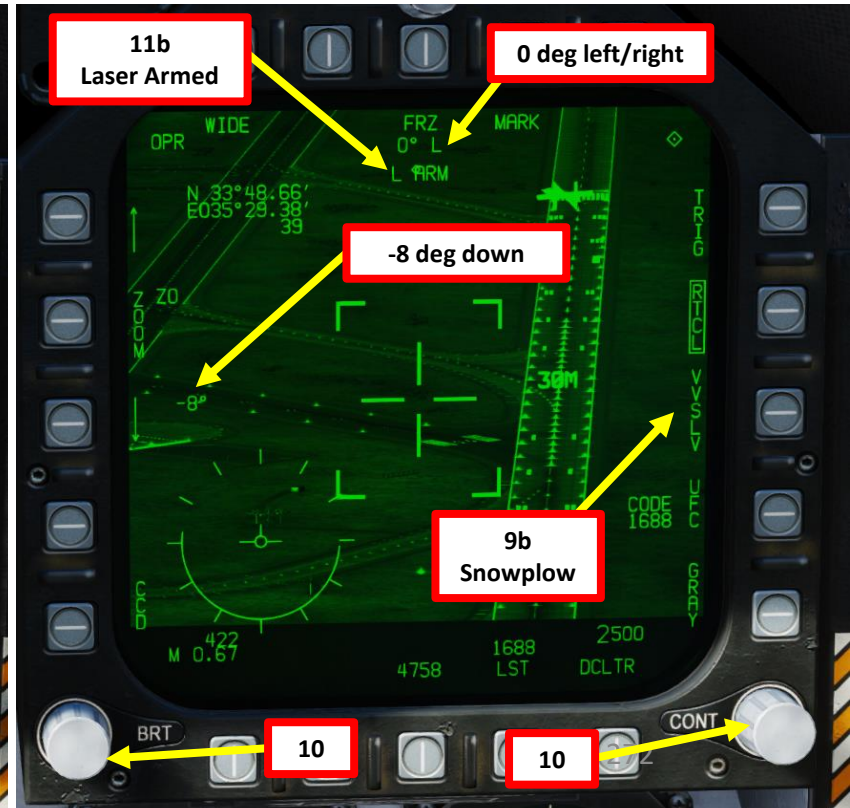 11b
Laser Armed
0 deg left/right
WIDE
FRZ
MARK
OPR
0° L
L ARM
N 33°48.66'
E035°29.38'
39
TRIG
-8 deg down
ZOOM
ZO
RTCL
30M
-8°
VVSLV
UFC
CODE
1688
9b
Snowplow
GRAY
CCD
422
M 0.67
4758
1688
LST
2500
DCLTR
BRT
CONT
10
10